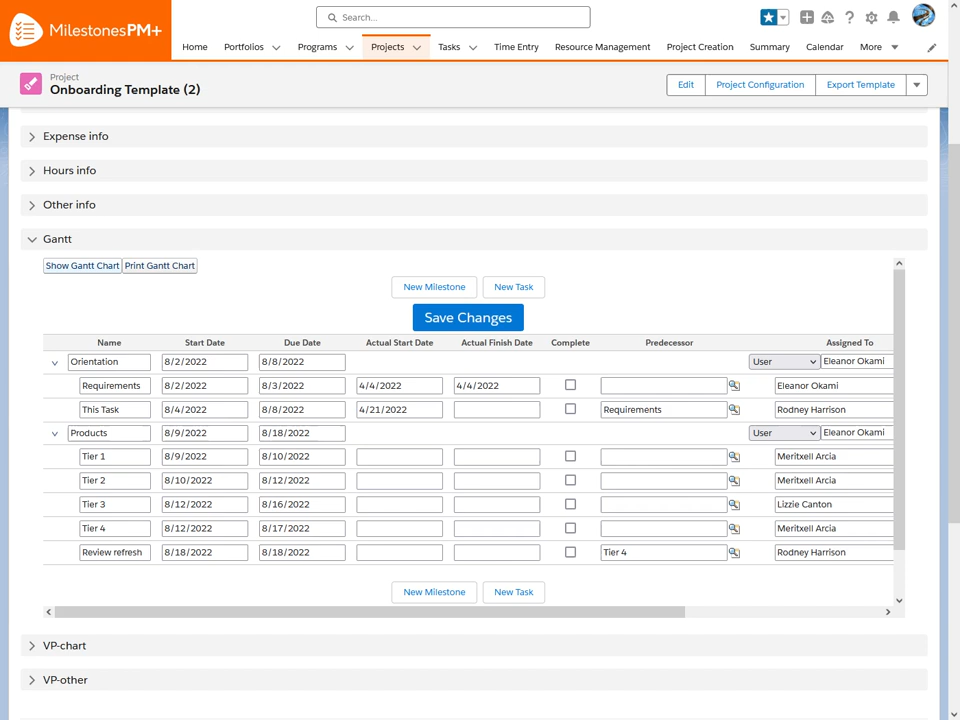 MilestonesPM+
Search...
Home Portfolios Programs Projects Tasks Time Entry Resource Management Project Creation Summary Calendar More
Project
Onboarding Template (2)
Edit Project Configuration Export Template
Expense info
Hours info
Other info
Gantt
Show Gantt Chart Print Gantt Chart
New Milestone New Task
Save Changes
Name Start Date Due Date Actual Start Date Actual Finish Date Complete Predecessor Assigned To
Orientation 8/2/2022 8/8/2022 User Eleanor Okami
Requirements 8/2/2022 8/3/2022 4/4/2022 4/4/2022 Eleanor Okami
This Task 8/4/2022 8/8/2022 4/21/2022 Requirements Rodney Harrison
Products 8/9/2022 8/18/2022 User Eleanor Okami
Tier 1 8/9/2022 8/10/2022 Meritxell Arcia
Tier 2 8/10/2022 8/12/2022 Meritxell Arcia
Tier 3 8/12/2022 8/16/2022 Lizzie Canton
Tier 4 8/12/2022 8/17/2022 Meritxell Arcia
Review refresh 8/18/2022 8/18/2022 Tier 4 Rodney Harrison
New Milestone New Task
VP-chart
VP-other